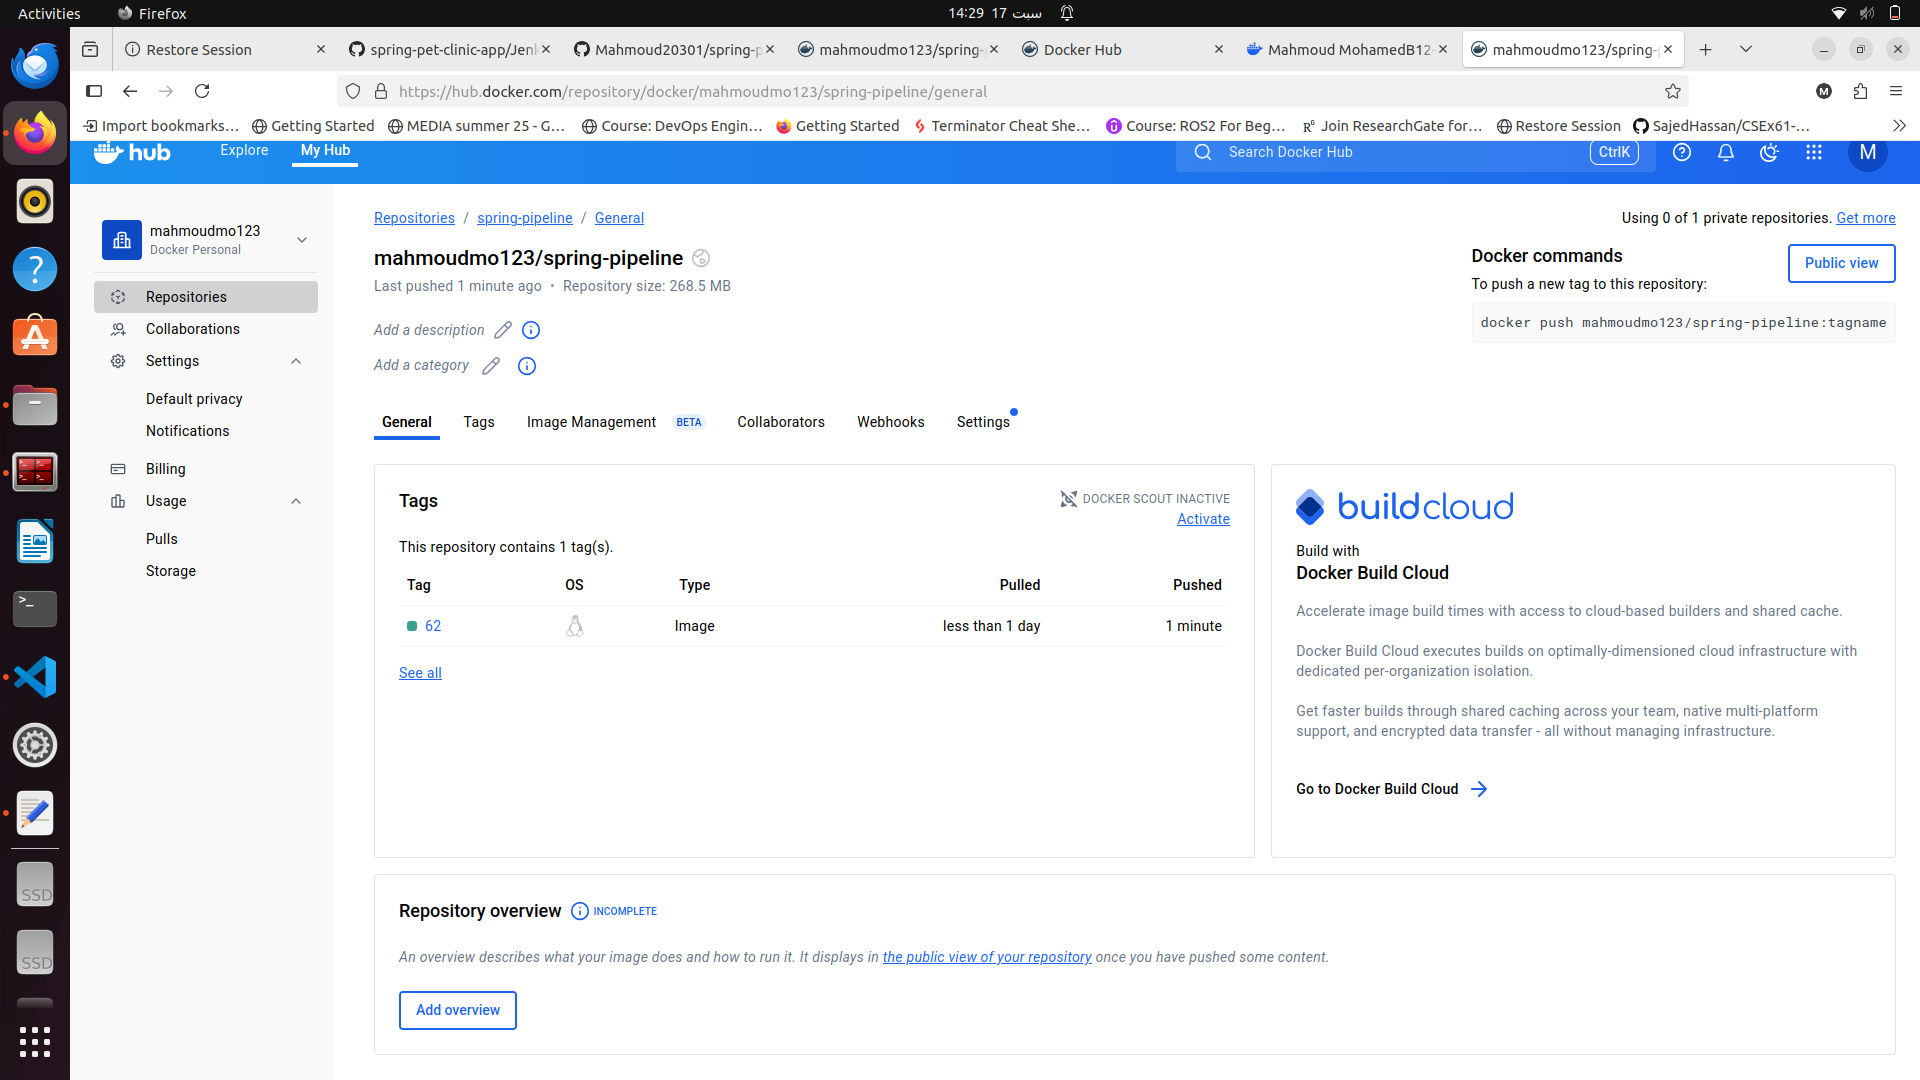 Activities
Firefox
14:29 17 سبت
Restore Session
spring-pet-clinic-app/Jenk
Mahmoud20301/spring-p
mahmoudmo123/spring-
Docker Hub
Mahmoud MohamedB12-
mahmoudmo123/spring-p
https://hub.docker.com/repository/docker/mahmoudmo123/spring-pipeline/general
M
Import bookmarks…
Getting Started
MEDIA summer 25 - G…
Course: DevOps Engin…
Getting Started
Terminator Cheat She…
Course: ROS2 For Beg…
R⁶ Join ResearchGate for…
Restore Session
SajedHassan/CSEx61-…
hub
Explore
My Hub
Search Docker Hub
CtrlK
M
mahmoudmo123
Docker Personal
Repositories
Collaborations
Settings
Default privacy
Notifications
Billing
Usage
Pulls
Storage
Repositories / spring-pipeline / General
Using 0 of 1 private repositories. Get more
mahmoudmo123/spring-pipeline
Last pushed 1 minute ago • Repository size: 268.5 MB
Add a description
Add a category
Docker commands
Public view
To push a new tag to this repository:
docker push mahmoudmo123/spring-pipeline:tagname
General
Tags
Image Management BETA
Collaborators
Webhooks
Settings
Tags
DOCKER SCOUT INACTIVE
Activate
This repository contains 1 tag(s).
Tag OS Type Pulled Pushed
62 Image less than 1 day 1 minute
See all
buildcloud
Build with
Docker Build Cloud
Accelerate image build times with access to cloud-based builders and shared cache.
Docker Build Cloud executes builds on optimally-dimensioned cloud infrastructure with
dedicated per-organization isolation.
Get faster builds through shared caching across your team, native multi-platform
support, and encrypted data transfer - all without managing infrastructure.
Go to Docker Build Cloud
Repository overview INCOMPLETE
An overview describes what your image does and how to run it. It displays in the public view of your repository once you have pushed some content.
Add overview
SSD
SSD